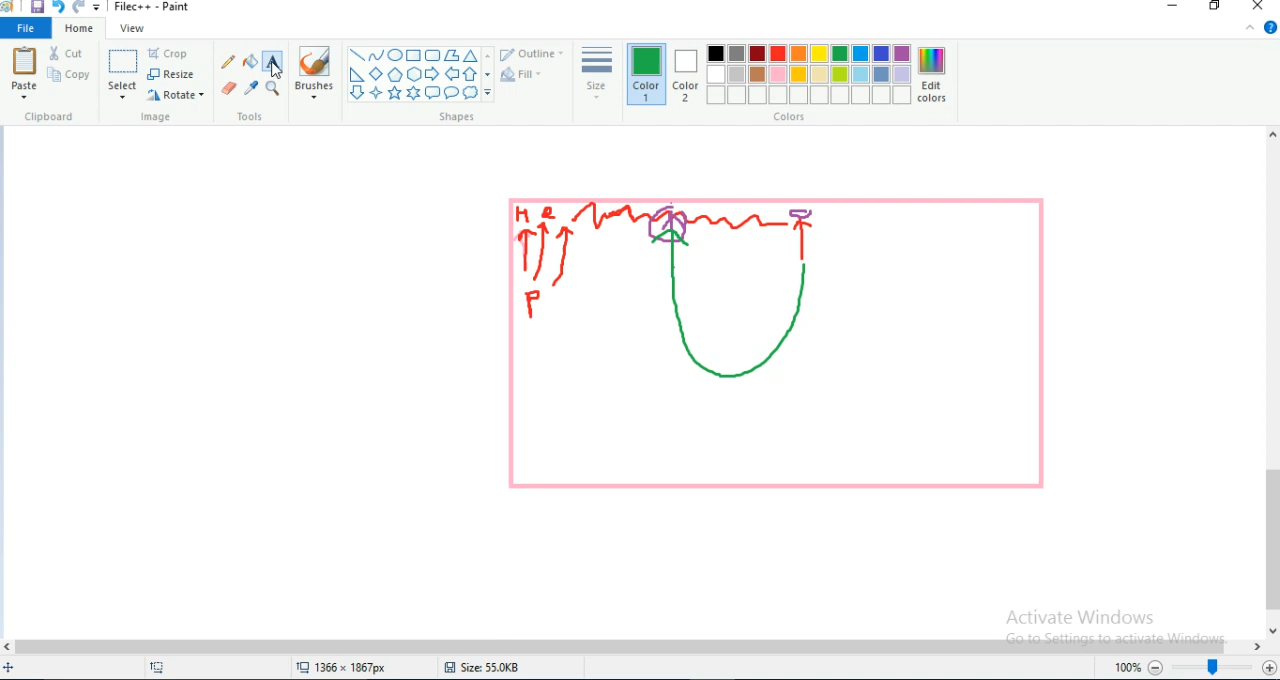 Filec++ - Paint
File Home View
Paste Cut Copy Select Crop Resize Rotate Brushes Outline Fill Size Color 1 Color 2 Edit colors
Clipboard Image Tools Shapes Colors
H e
P
Activate Windows
Go to Settings to activate Windows.
1366 × 1867px Size: 55.0KB 100%